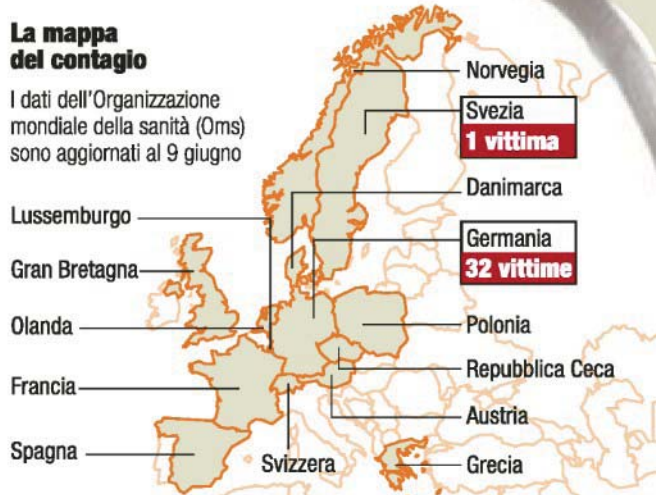 La mappa
del contagio
I dati dell'Organizzazione
mondiale della sanità (Oms)
sono aggiornati al 9 giugno
Norvegia
Svezia
1 vittima
Danimarca
Lussemburgo
Germania
32 vittime
Gran Bretagna
Olanda
Polonia
Repubblica Ceca
Francia
Austria
Spagna
Svizzera
Grecia